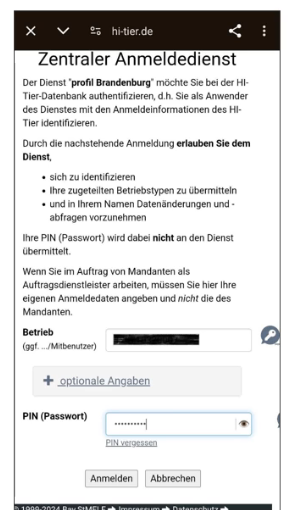 hi-tier.de
Zentraler Anmeldedienst
Der Dienst "profil Brandenburg" möchte Sie bei der HI-
Tier-Datenbank authentifizieren, d.h. Sie als Anwender
des Dienstes mit den Anmeldeinformationen des HI-
Tier identifizieren.
Durch die nachstehende Anmeldung erlauben Sie dem
Dienst,
• sich zu identifizieren
• Ihre zugeteilten Betriebstypen zu übermitteln
• und in Ihrem Namen Datenänderungen und -
abfragen vorzunehmen
Ihre PIN (Passwort) wird dabei nicht an den Dienst
übermittelt.
Wenn Sie im Auftrag von Mandanten als
Auftragsdienstleister arbeiten, müssen Sie hier Ihre
eigenen Anmeldedaten angeben und nicht die des
Mandanten.
Betrieb
(ggf. .../Mitbenutzer)
+ optionale Angaben
PIN (Passwort) ··········
PIN vergessen
Anmelden Abbrechen
© 1999-2024 Bay.StMELF ➡ Impressum ➡ Datenschutz ➡